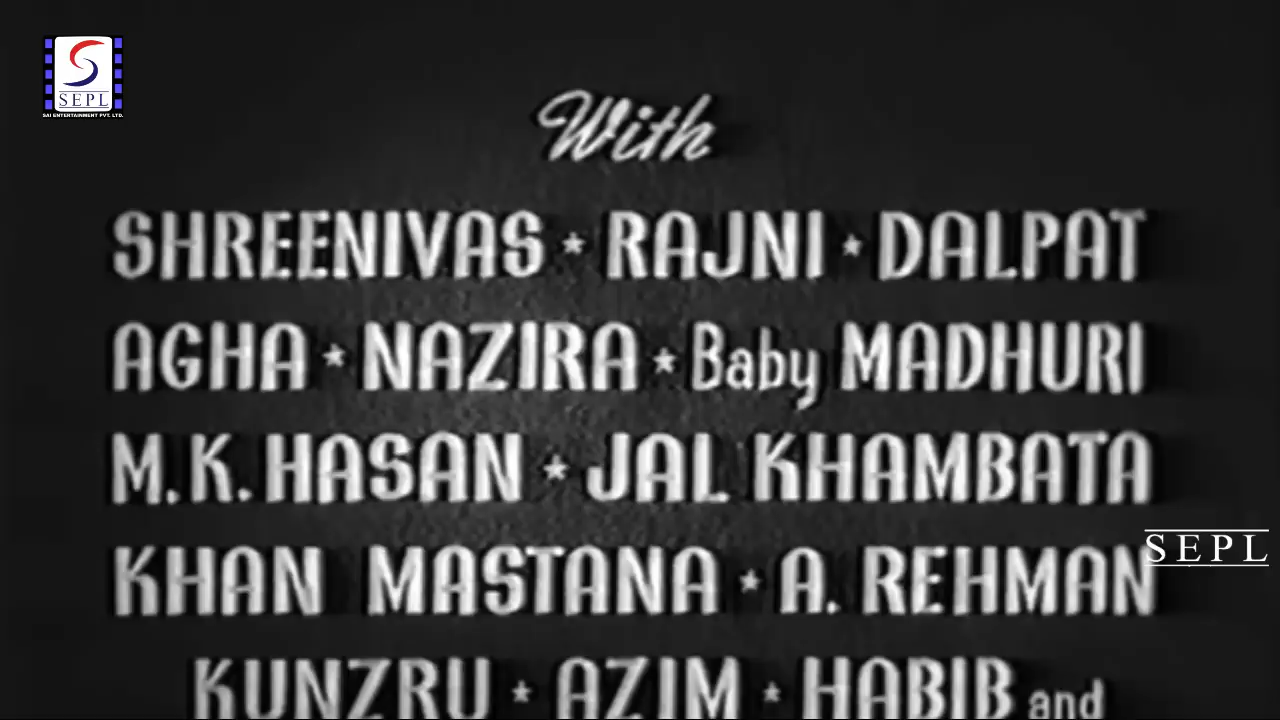 SEPL
SAI ENTERTAINMENT PVT. LTD.
With
SHREENIVAS ★ RAJNI ★ DALPAT
AGHA ★ NAZIRA ★ Baby MADHURI
M.K. HASAN ★ JAL KHAMBATA
KHAN MASTANA ★ A. REHMAN
SEPL
KUNZRU ★ AZIM ★ HABIB and